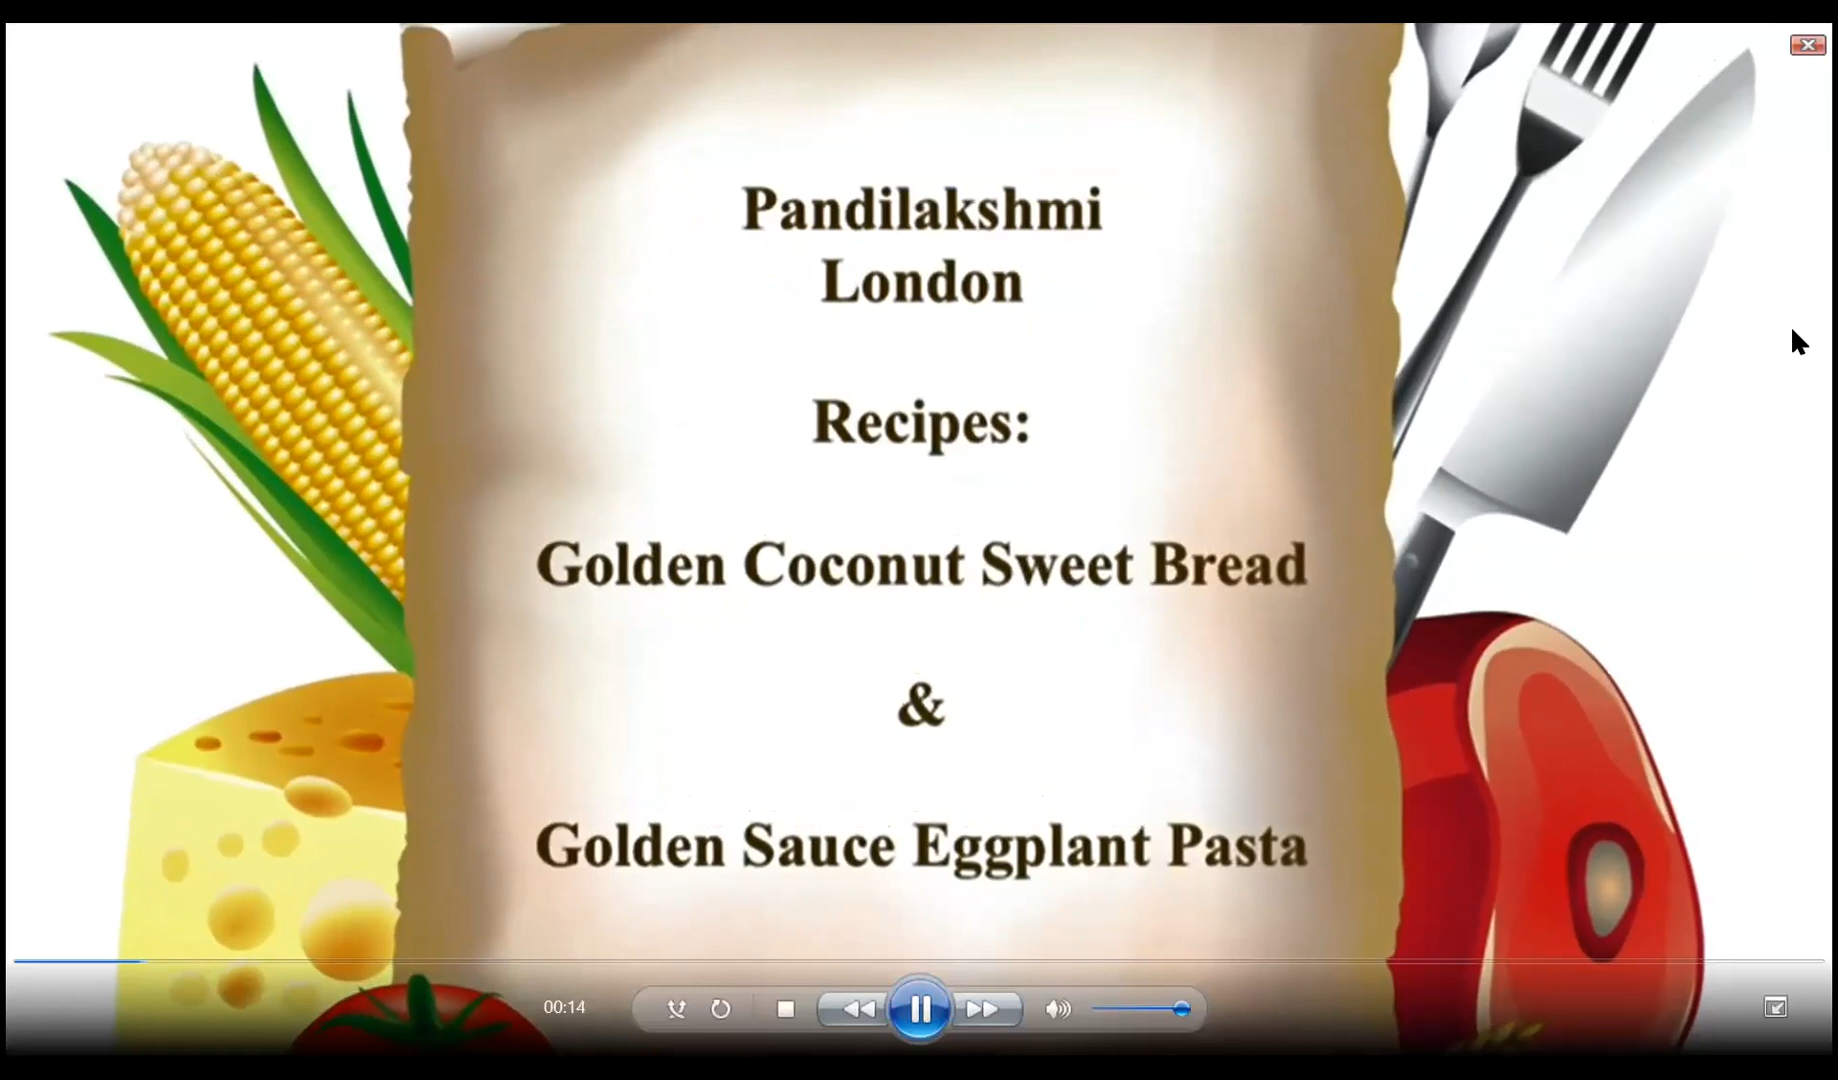 Pandilakshmi
London
Recipes:
Golden Coconut Sweet Bread
&
Golden Sauce Eggplant Pasta
00:14